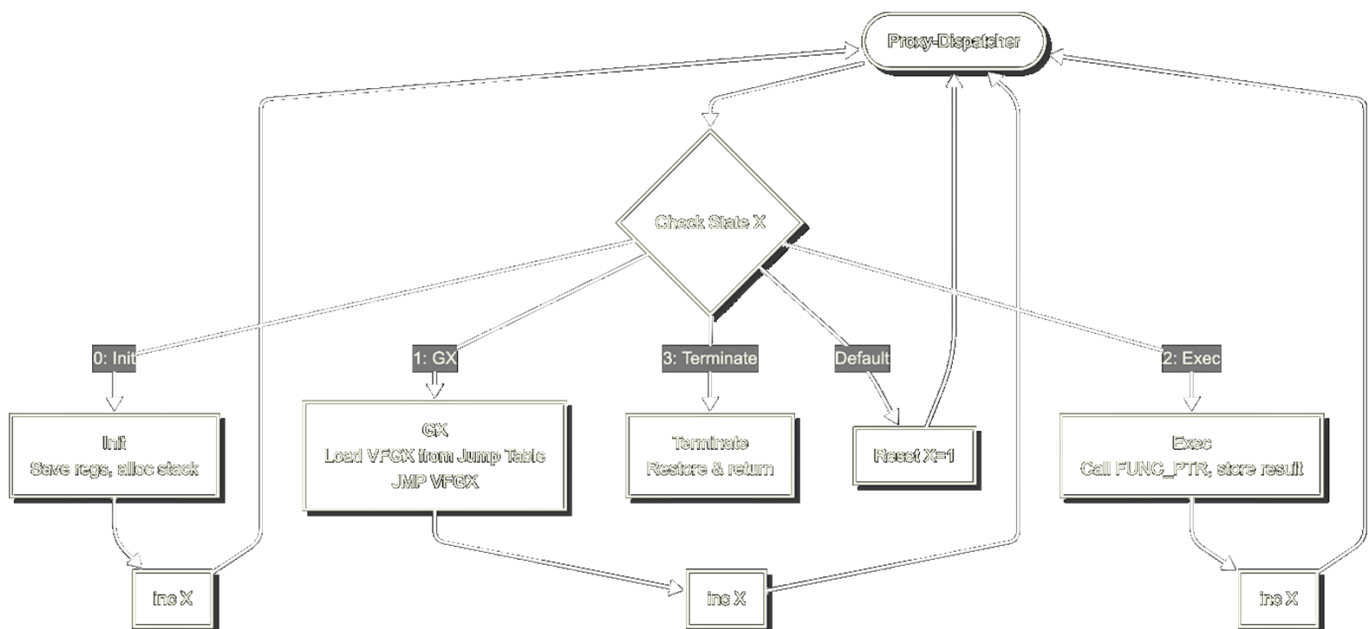 Proxy-Dispatcher
Check State X
0: Init
1: GX
3: Terminate
Default
2: Exec
Init
Save regs, alloc stack
GX
Load VFGX from Jump Table
JMP VFGX
Terminate
Restore & return
Reset X=1
Exec
Call FUNC_PTR, store result
inc X
inc X
inc X